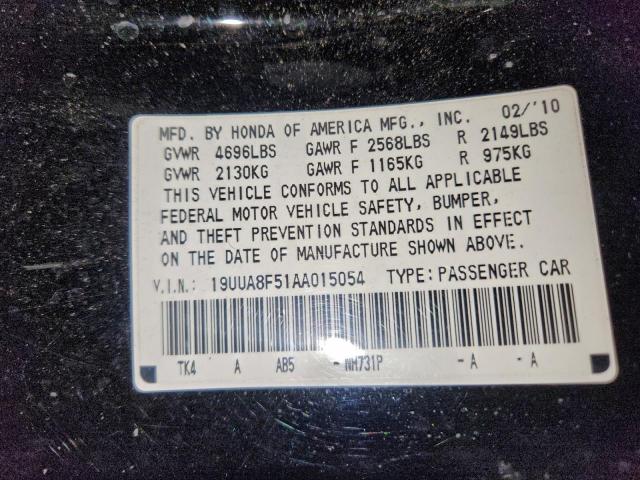 MFD. BY HONDA OF AMERICA MFG., INC. 02/'10
GVWR 4696LBS GAWR F 2568LBS R 2149LBS
GVWR 2130KG GAWR F 1165KG R 975KG
THIS VEHICLE CONFORMS TO ALL APPLICABLE
FEDERAL MOTOR VEHICLE SAFETY, BUMPER,
AND THEFT PREVENTION STANDARDS IN EFFECT
ON THE DATE OF MANUFACTURE SHOWN ABOVE.
V.I.N.: 19UUA8F51AA015054 TYPE:PASSENGER CAR
TK4 A AB5 -NH731P -A -A